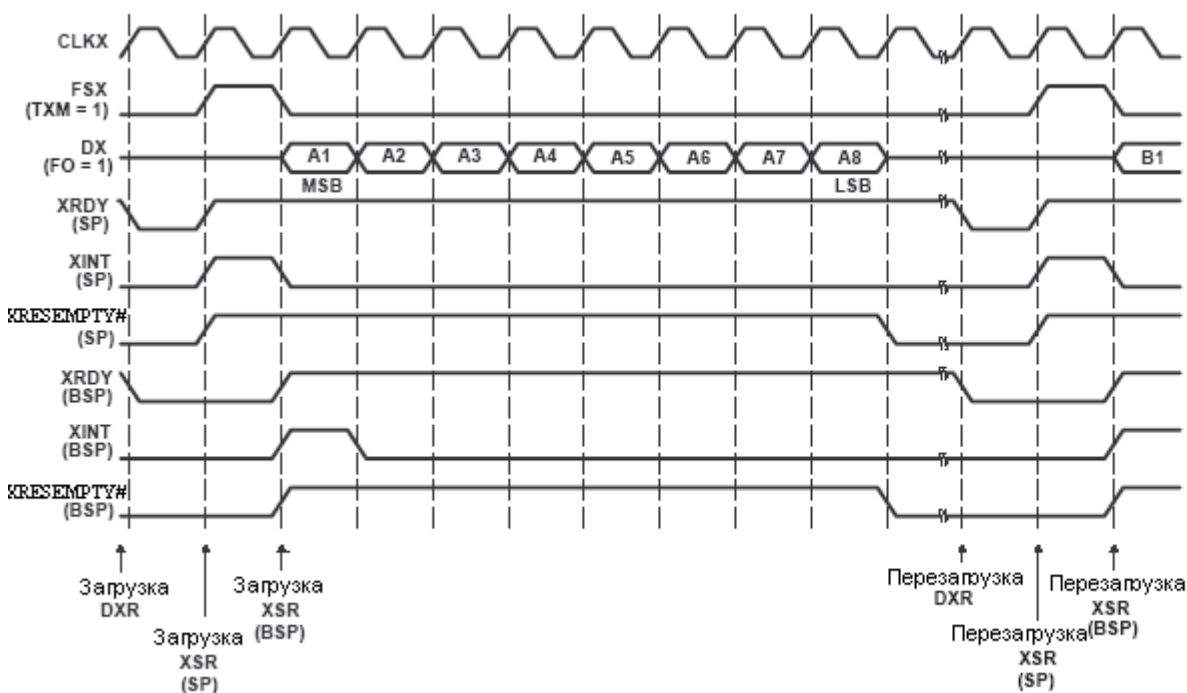 CLKX
FSX
(TXM = 1)
DX
(FO = 1)
A1
A2
A3
A4
A5
A6
A7
A8
B1
MSB
LSB
XRDY
(SP)
XINT
(SP)
XRESEMPTY#
(SP)
XRDY
(BSP)
XINT
(BSP)
XRESEMPTY#
(BSP)
Загрузка
DXR
Загрузка
XSR
(SP)
Загрузка
XSR
(BSP)
Перезагрузка
DXR
Перезагрузка
XSR
(SP)
Перезагрузка
XSR
(BSP)